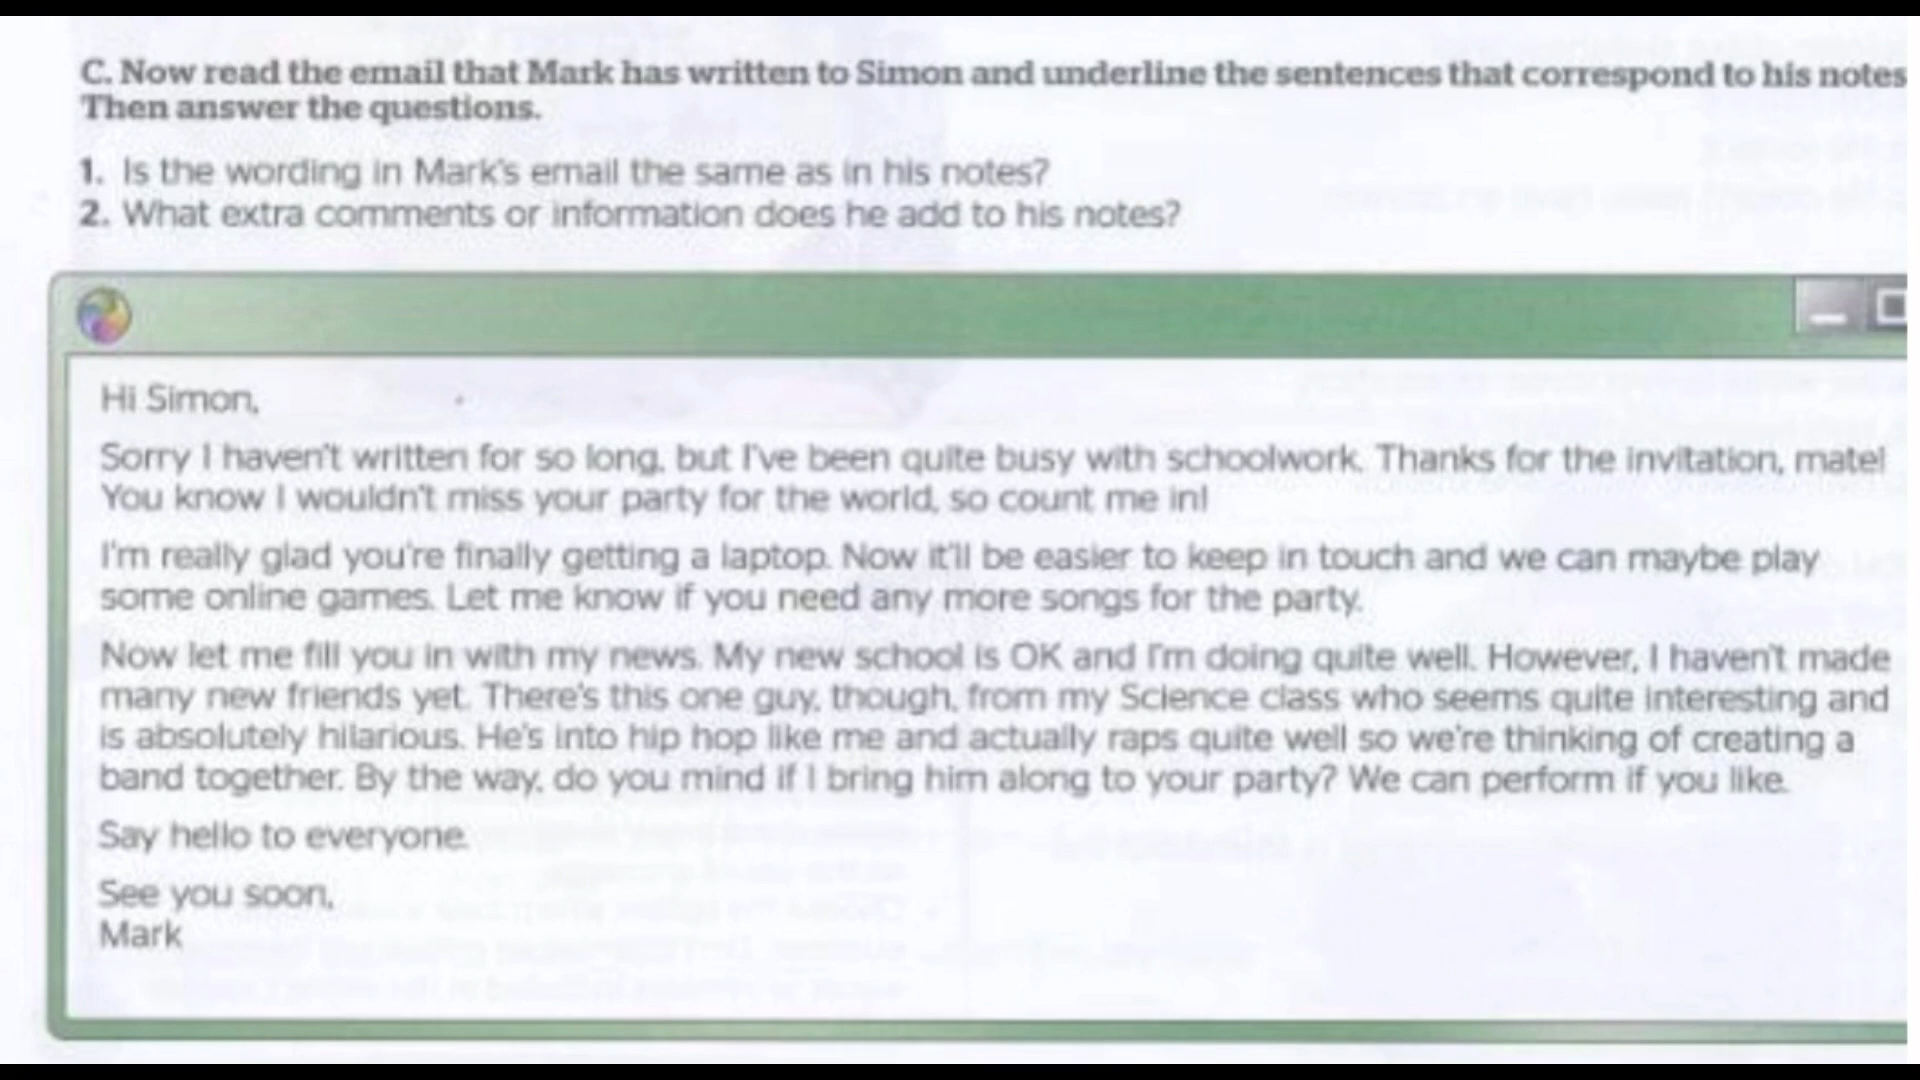 C. Now read the email that Mark has written to Simon and underline the sentences that correspond to his notes
Then answer the questions.
1. Is the wording in Mark's email the same as in his notes?
2. What extra comments or information does he add to his notes?
Hi Simon,
Sorry I haven't written for so long, but I've been quite busy with schoolwork. Thanks for the invitation, mate!
You know I wouldn't miss your party for the world, so count me in!
I'm really glad you're finally getting a laptop. Now it'll be easier to keep in touch and we can maybe play
some online games. Let me know if you need any more songs for the party.
Now let me fill you in with my news. My new school is OK and I'm doing quite well. However, I haven't made
many new friends yet. There's this one guy, though, from my Science class who seems quite interesting and
is absolutely hilarious. He's into hip hop like me and actually raps quite well so we're thinking of creating a
band together. By the way, do you mind if I bring him along to your party? We can perform if you like.
Say hello to everyone.
See you soon,
Mark